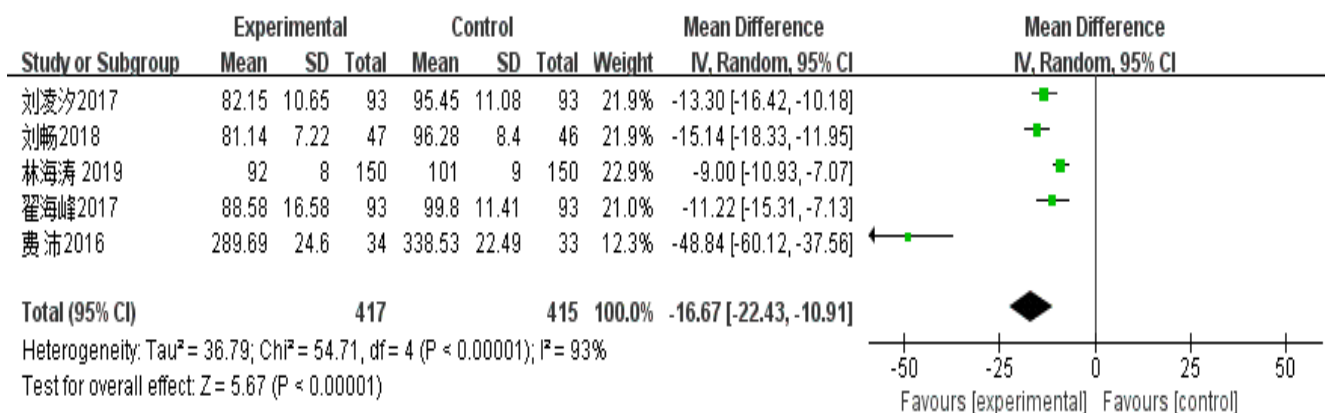 Experimental Control Mean Difference Mean Difference
Study or Subgroup Mean SD Total Mean SD Total Weight IV, Random, 95% CI IV, Random, 95% CI
刘凌汐2017 82.15 10.65 93 95.45 11.08 93 21.9% -13.30 [-16.42, -10.18]
刘畅2018 81.14 7.22 47 96.28 8.4 46 21.9% -15.14 [-18.33, -11.95]
林海涛 2019 92 8 150 101 9 150 22.9% -9.00 [-10.93, -7.07]
翟海峰2017 88.58 16.58 93 99.8 11.41 93 21.0% -11.22 [-15.31, -7.13]
费沛2016 289.69 24.6 34 338.53 22.49 33 12.3% -48.84 [-60.12, -37.56]
Total (95% CI) 417 415 100.0% -16.67 [-22.43, -10.91]
Heterogeneity: Tau² = 36.79; Chi² = 54.71, df = 4 (P < 0.00001); I² = 93%
Test for overall effect: Z = 5.67 (P < 0.00001)
-50 -25 0 25 50
Favours [experimental] Favours [control]